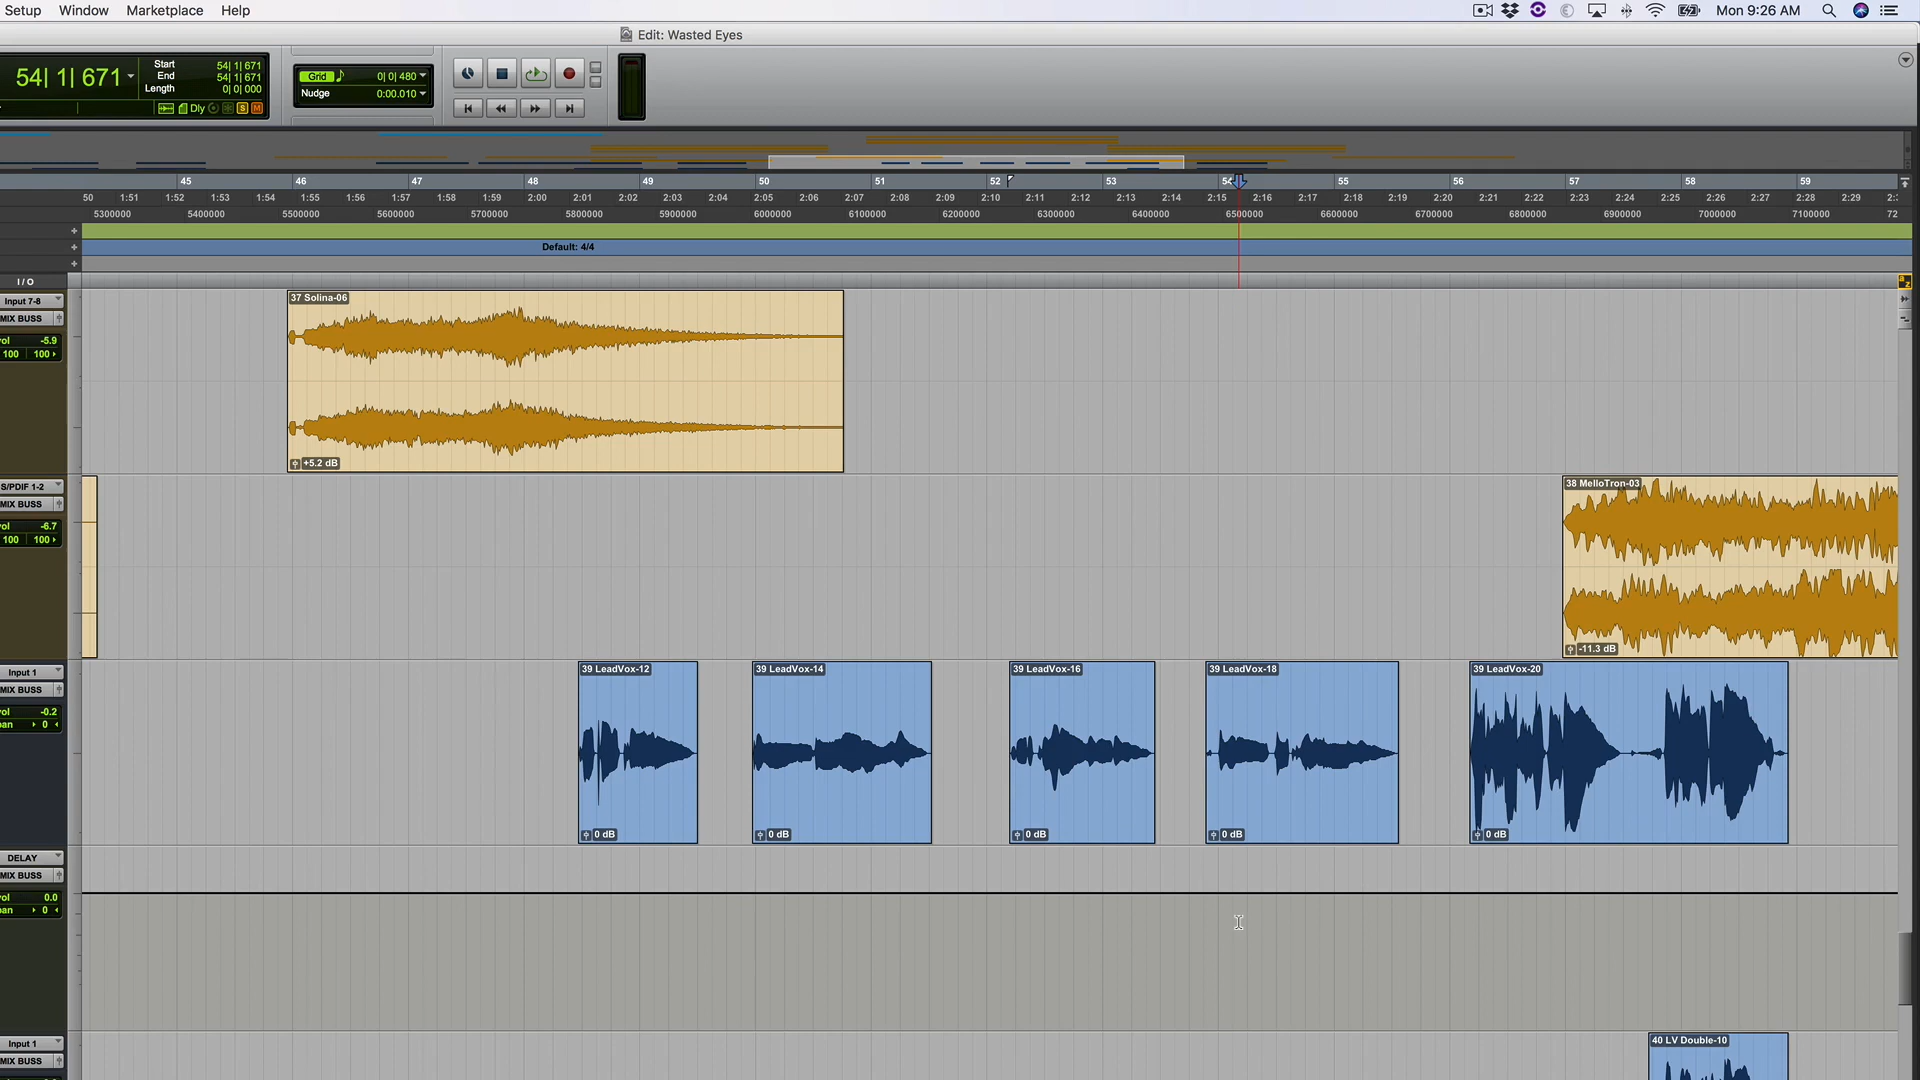 Setup Window Marketplace Help Mon 9:26 AM
Edit: Wasted Eyes
54| 1| 671
Start 54| 1| 671
End 54| 1| 671
Length 0| 0| 000
Dly S M
Grid 0| 0| 480
Nudge 0:00.010
45 46 47 48 49 50 51 52 53 54 55 56 57 58 59
50 1:51 1:52 1:53 1:54 1:55 1:56 1:57 1:58 1:59 2:00 2:01 2:02 2:03 2:04 2:05 2:06 2:07 2:08 2:09 2:10 2:11 2:12 2:13 2:14 2:15 2:16 2:17 2:18 2:19 2:20 2:21 2:22 2:23 2:24 2:25 2:26 2:27 2:28 2:29 2:
5300000 5400000 5500000 5600000 5700000 5800000 5900000 6000000 6100000 6200000 6300000 6400000 6500000 6600000 6700000 6800000 6900000 7000000 7100000 72
Default: 4/4
I / O
a z
Input 7-8
MIX BUSS
vol -5.9
100 100
37 Solina-06
+5.2 dB
S/PDIF 1-2
MIX BUSS
vol -6.7
100 100
38 MelloTron-03
-11.3 dB
Input 1
MIX BUSS
vol -0.2
pan 0
39 LeadVox-12
0 dB
39 LeadVox-14
0 dB
39 LeadVox-16
0 dB
39 LeadVox-18
0 dB
39 LeadVox-20
0 dB
DELAY
MIX BUSS
vol 0.0
pan 0
Input 1
MIX BUSS
40 LV Double-10